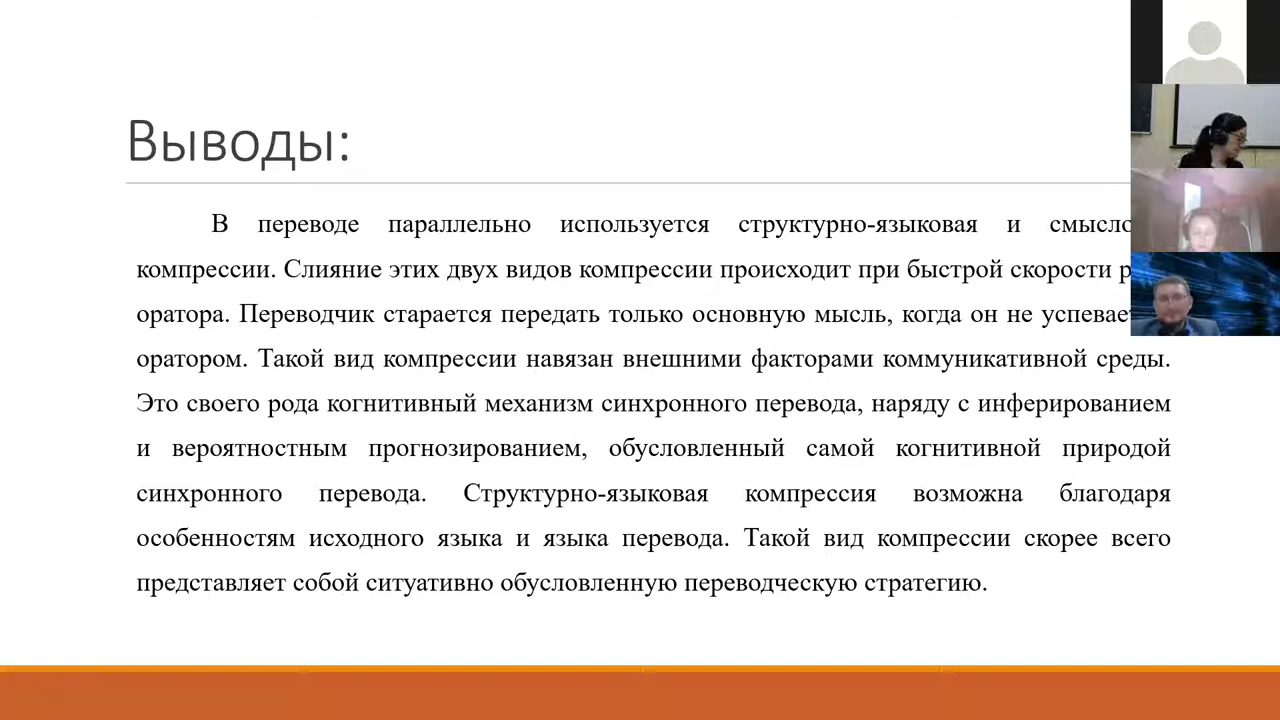 Выводы:
В переводе параллельно используется структурно-языковая и
компрессии. Слияние этих двух видов компрессии происходит при быстрой скорости
оратора. Переводчик старается передать только основную мысль, когда он не
оратором. Такой вид компрессии навязан внешними факторами коммуникативной среды.
Это своего рода когнитивный механизм синхронного перевода, наряду с инферированием
и вероятностным прогнозированием, обусловленный самой когнитивной природой
синхронного перевода. Структурно-языковая компрессия возможна благодаря
особенностям исходного языка и языка перевода. Такой вид компрессии скорее всего
представляет собой ситуативно обусловленную переводческую стратегию.